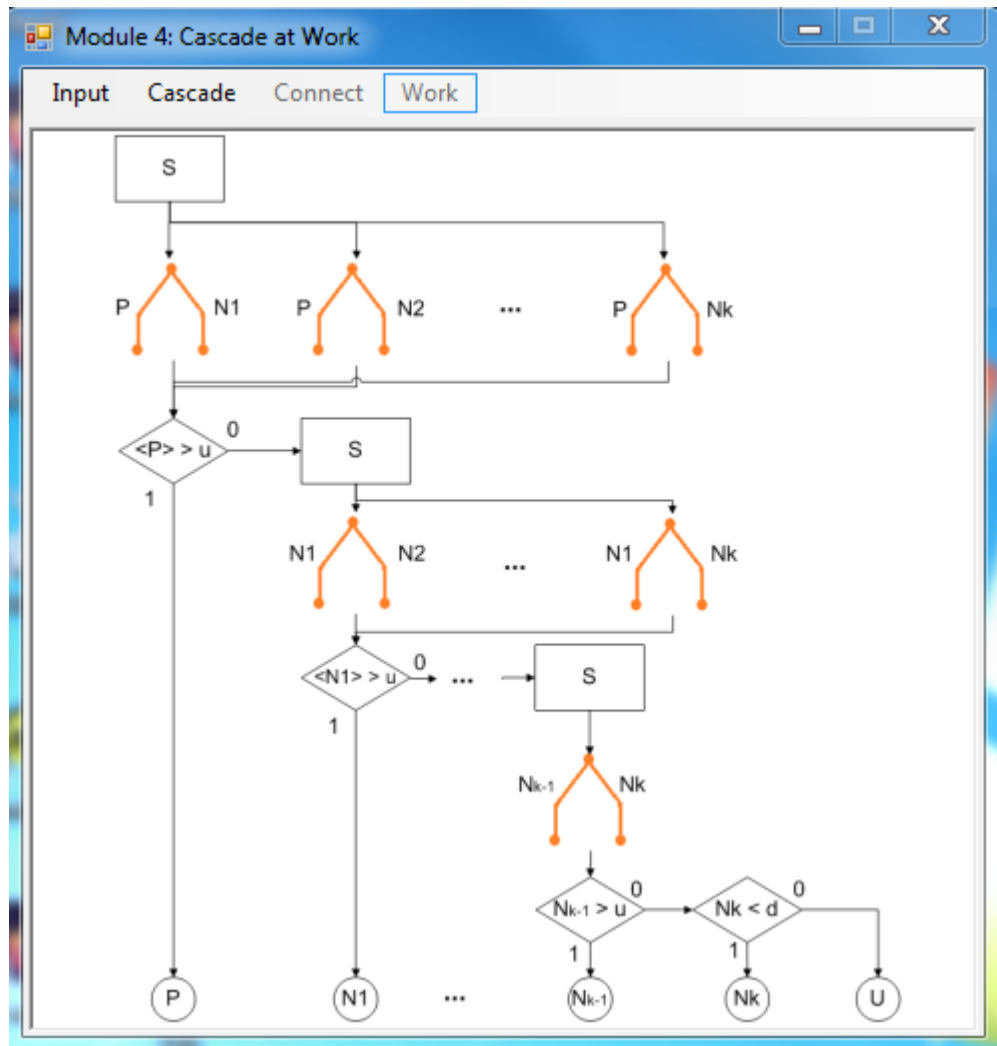 Module 4: Cascade at Work
Input Cascade Connect Work
S
P N1 P N2 ... P Nk
<P> > u 0 S
1
N1 N2 ... N1 Nk
<N1> > u 0 ... S
1
Nk-1 Nk
Nk-1 > u 0 Nk < d 0
1 1
P N1 ... Nk-1 Nk U